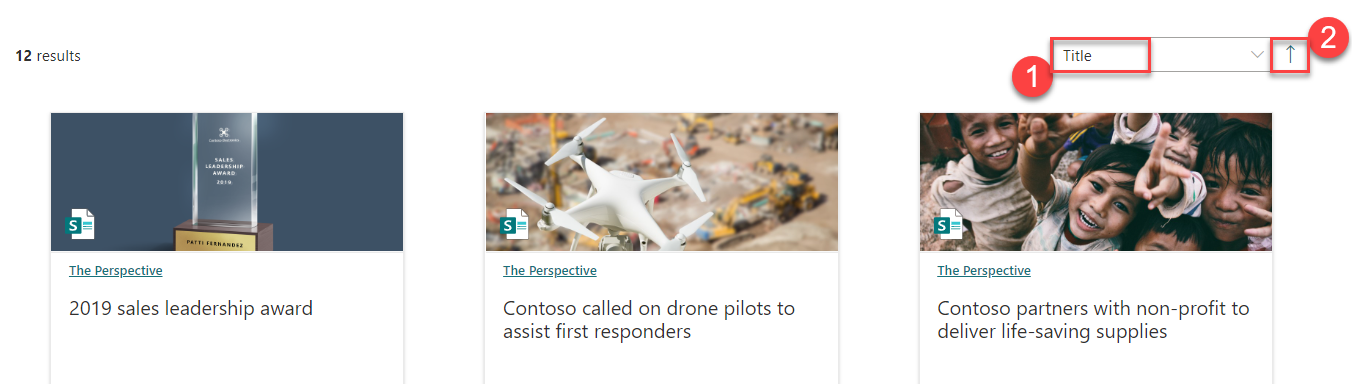 12 results
Title
1
2
SALES
LEADERSHIP
AWARD
2019
PATTI FERNANDEZ
S
S
S
The Perspective
The Perspective
The Perspective
2019 sales leadership award
Contoso called on drone pilots to
assist first responders
Contoso partners with non-profit to
deliver life-saving supplies